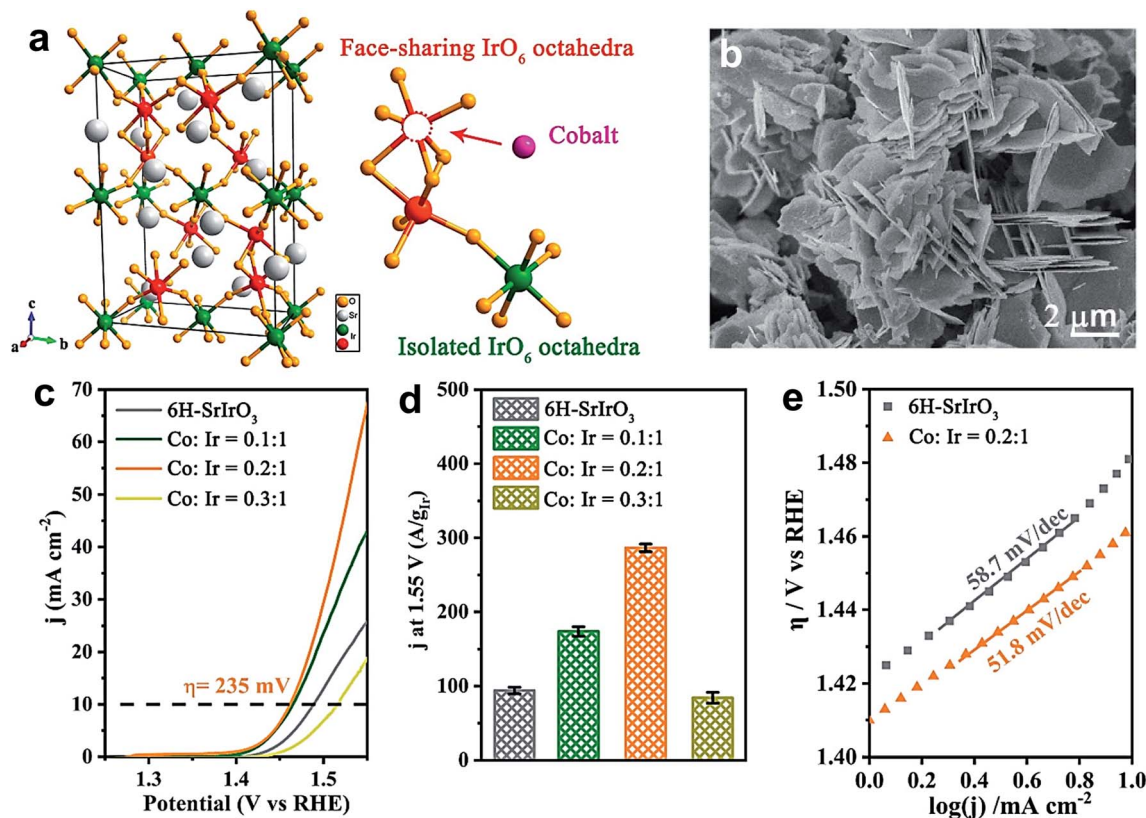 a
Face-sharing IrO₆ octahedra
Cobalt
Isolated IrO₆ octahedra
c
a
b
O
Sr
Ir
Ir
b
2 μm
c
70
60
50
40
30
20
10
0
j (mA cm⁻²)
6H-SrIrO₃
Co: Ir = 0.1:1
Co: Ir = 0.2:1
Co: Ir = 0.3:1
η= 235 mV
1.3 1.4 1.5
Potential (V vs RHE)
d
500
400
300
200
100
0
j at 1.55 V (A/gIr)
6H-SrIrO₃
Co: Ir = 0.1:1
Co: Ir = 0.2:1
Co: Ir = 0.3:1
e
1.50
1.48
1.46
1.44
1.42
1.40
η / V vs RHE
6H-SrIrO₃
Co: Ir = 0.2:1
58.7 mV/dec
51.8 mV/dec
0.0 0.2 0.4 0.6 0.8 1.0
log(j) /mA cm⁻²